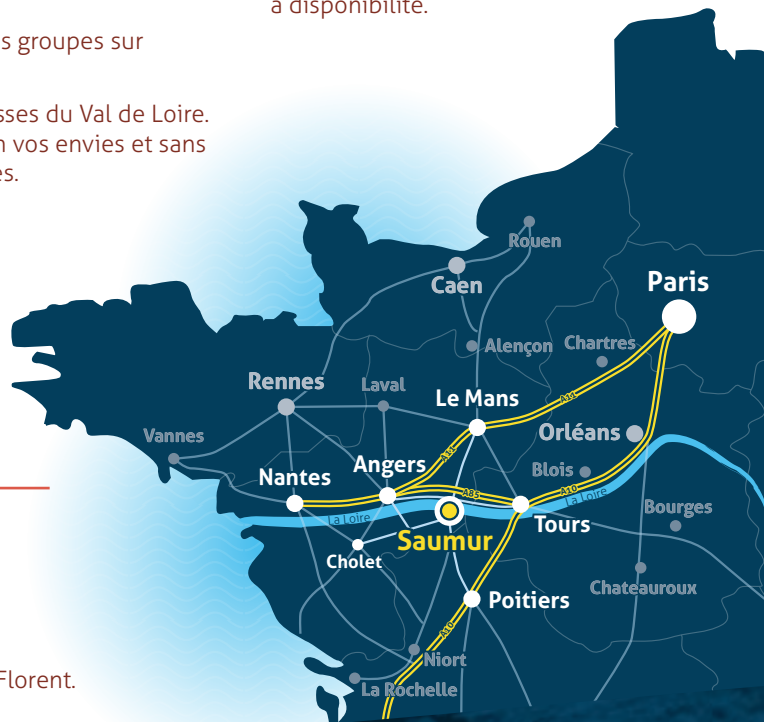 à disponibilité.
s groupes sur
sses du Val de Loire.
n vos envies et sans
es.
Rouen
Caen
Paris
Alençon
Chartres
Rennes
Laval
Le Mans
A11
Vannes
Orléans
A11
Angers
Blois
Nantes
A85
A10
La Loire
La Loire
Bourges
Tours
Saumur
Cholet
Chateauroux
Poitiers
A10
Niort
Florent.
La Rochelle